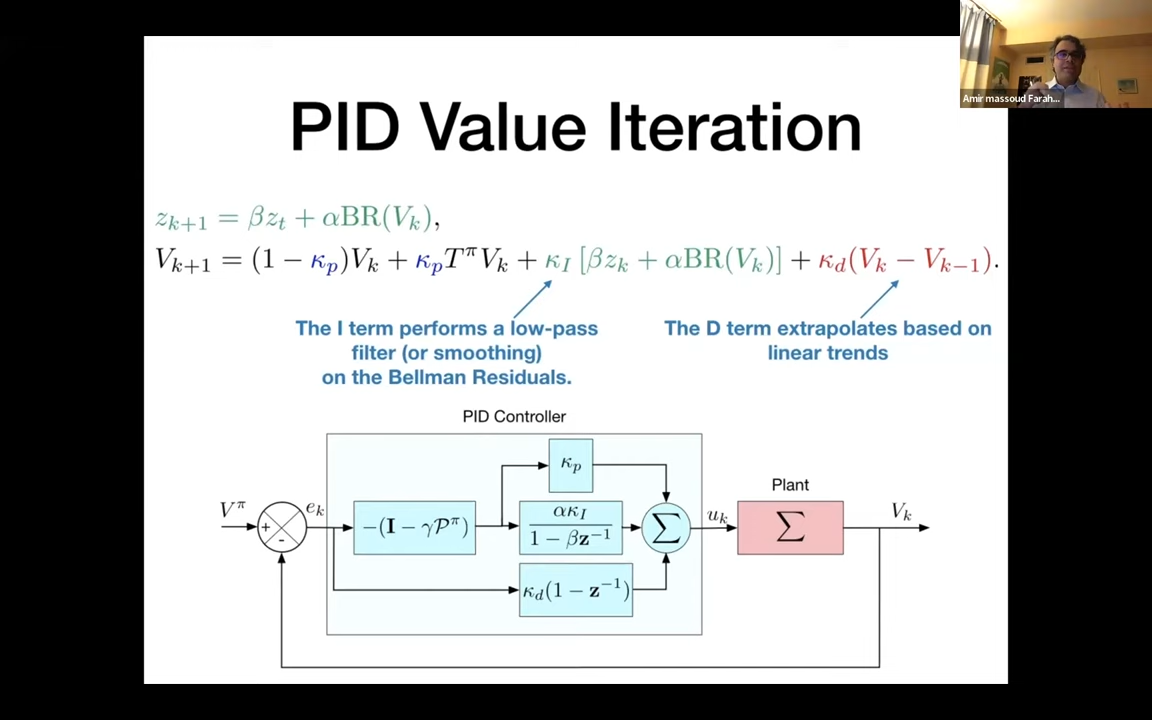 Amir massoud Farah...
PID Value Iteration
z_{k+1} = βz_t + αBR(V_k),
V_{k+1} = (1 − κ_p)V_k + κ_p T^π V_k + κ_I [βz_k + αBR(V_k)] + κ_d(V_k − V_{k−1}).
The I term performs a low-pass
filter (or smoothing)
on the Bellman Residuals.
The D term extrapolates based on
linear trends
PID Controller
κ_p
Plant
V^π
+
-
e_k
−(I − γP^π)
ακ_I
1 − βz^{−1}
∑
u_k
∑
V_k
κ_d(1 − z^{−1})